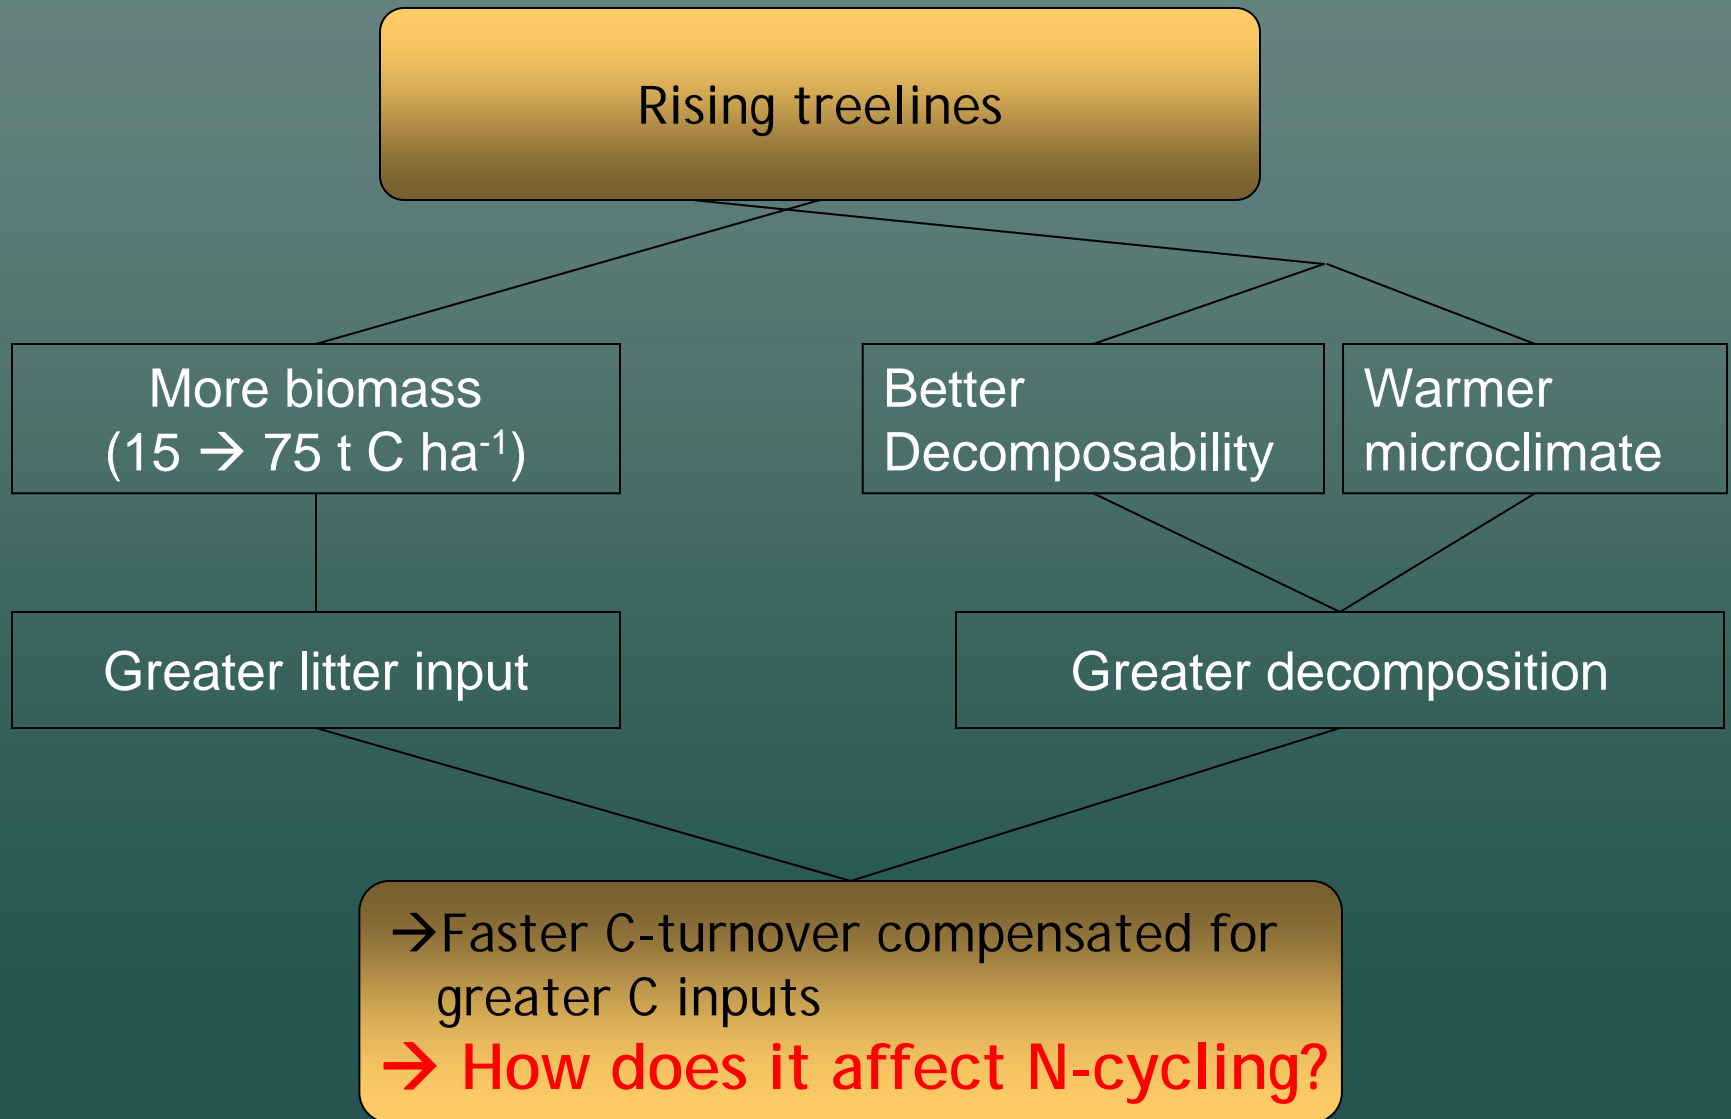 Rising treelines
More biomass
(15 → 75 t C ha⁻¹)
Better
Decomposability
Warmer
microclimate
Greater litter input
Greater decomposition
→Faster C-turnover compensated for
greater C inputs
→ How does it affect N-cycling?